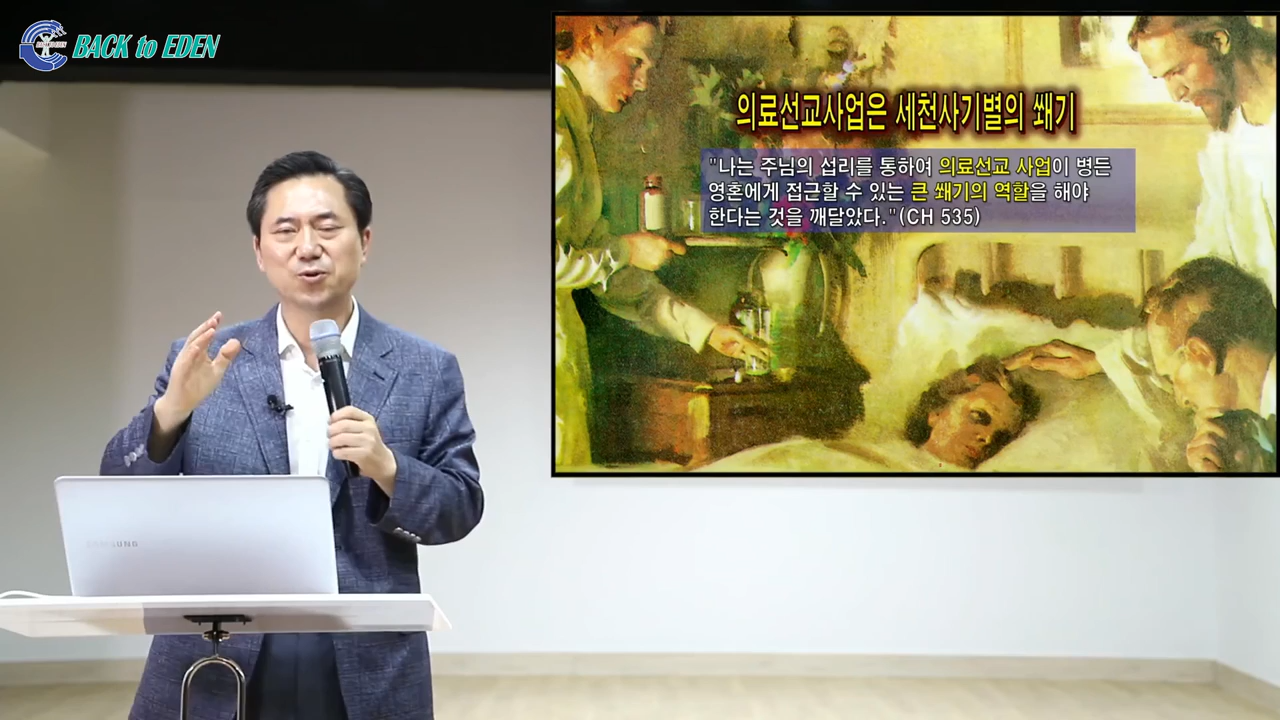 BACK to EDEN
의료선교사업은 세천사기별의 쐐기
"나는 주님의 섭리를 통하여 의료선교 사업이 병든
영혼에게 접근할 수 있는 큰 쐐기의 역할을 해야
한다는 것을 깨달았다."(CH 535)
SAMSUNG